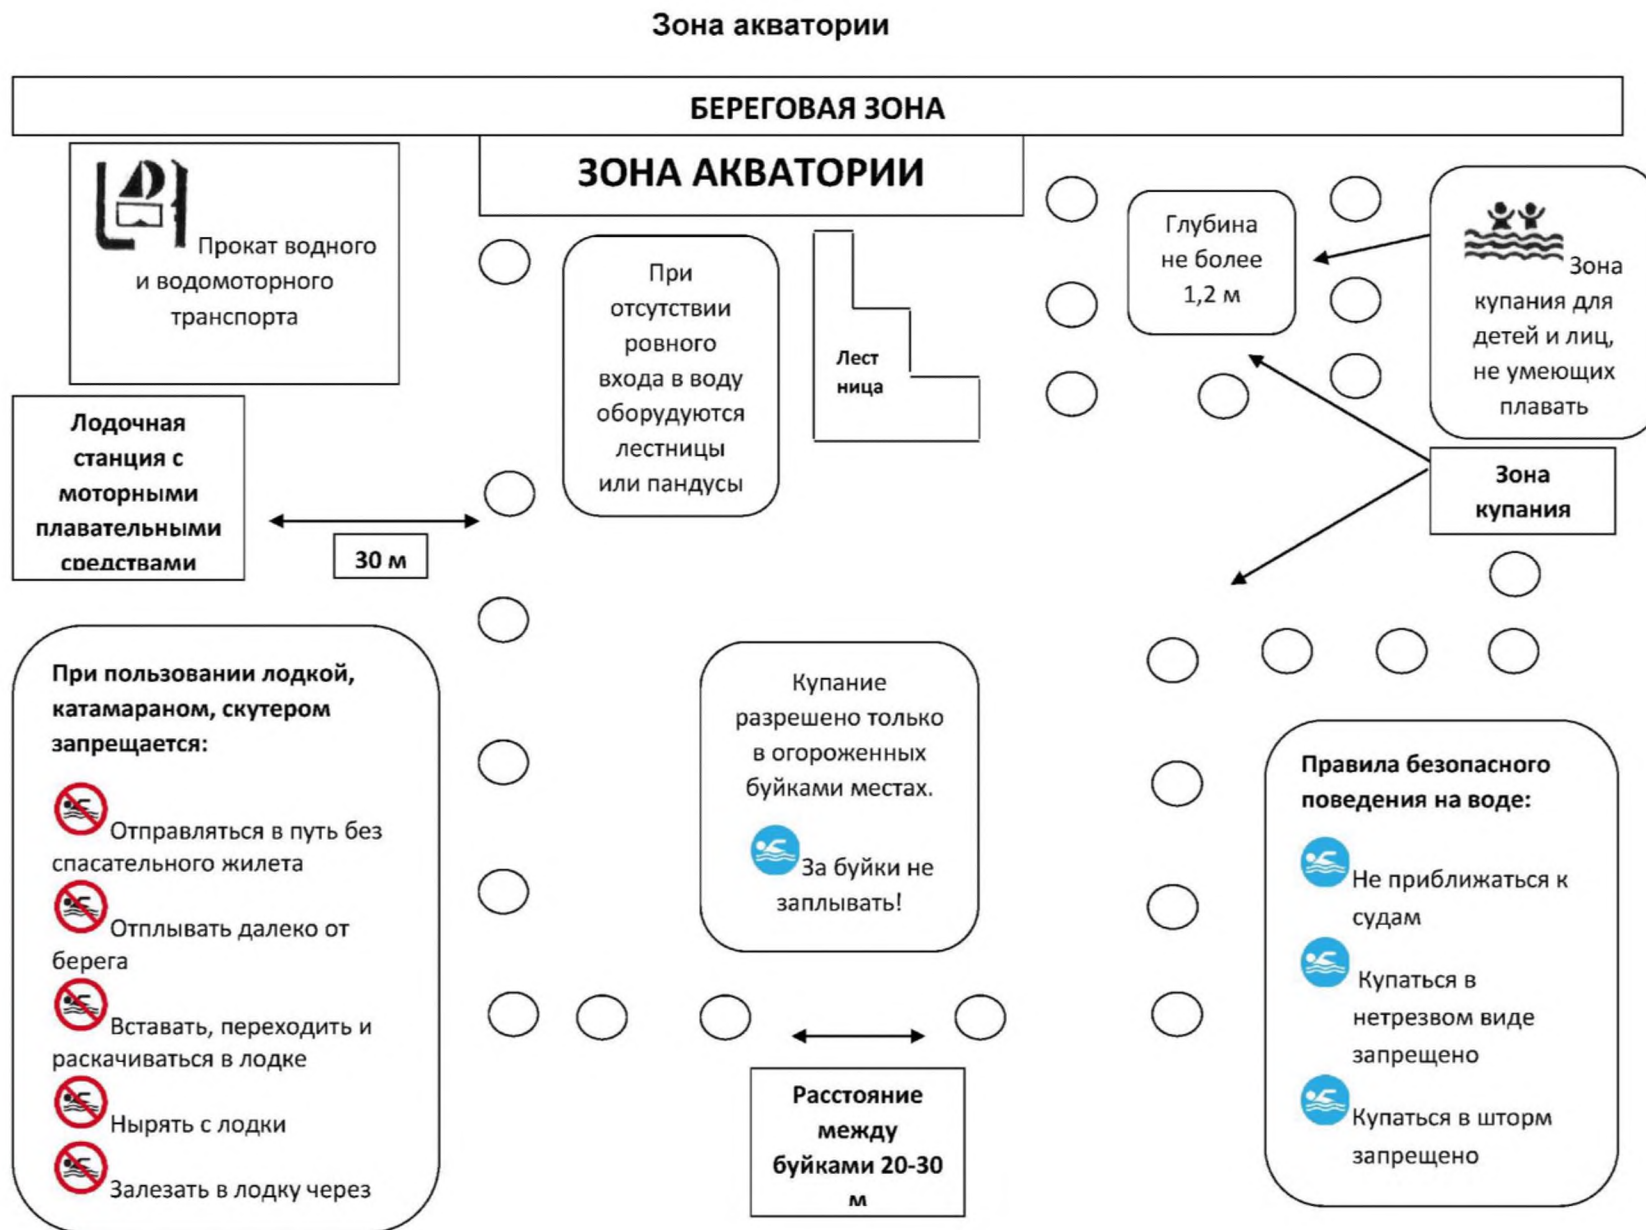 Зона акватории
БЕРЕГОВАЯ ЗОНА
ЗОНА АКВАТОРИИ
Прокат водного
и водомоторного
транспорта
При
отсутствии
ровного
входа в воду
оборудуются
лестницы
или пандусы
Лест
ница
Глубина
не более
1,2 м
Зона
купания для
детей и лиц,
не умеющих
плавать
Лодочная
станция с
моторными
плавательными
средствами
30 м
Зона
купания
При пользовании лодкой,
катамараном, скутером
запрещается:
Отправляться в путь без
спасательного жилета
Отплывать далеко от
берега
Вставать, переходить и
раскачиваться в лодке
Нырять с лодки
Залезать в лодку через
Купание
разрешено только
в огороженных
буйками местах.
За буйки не
заплывать!
Расстояние
между
буйками 20-30
м
Правила безопасного
поведения на воде:
Не приближаться к
судам
Купаться в
нетрезвом виде
запрещено
Купаться в шторм
запрещено